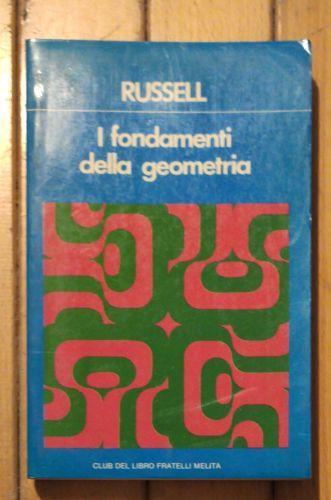 RUSSELL
I fondamenti
della geometria
CLUB DEL LIBRO FRATELLI MELITA